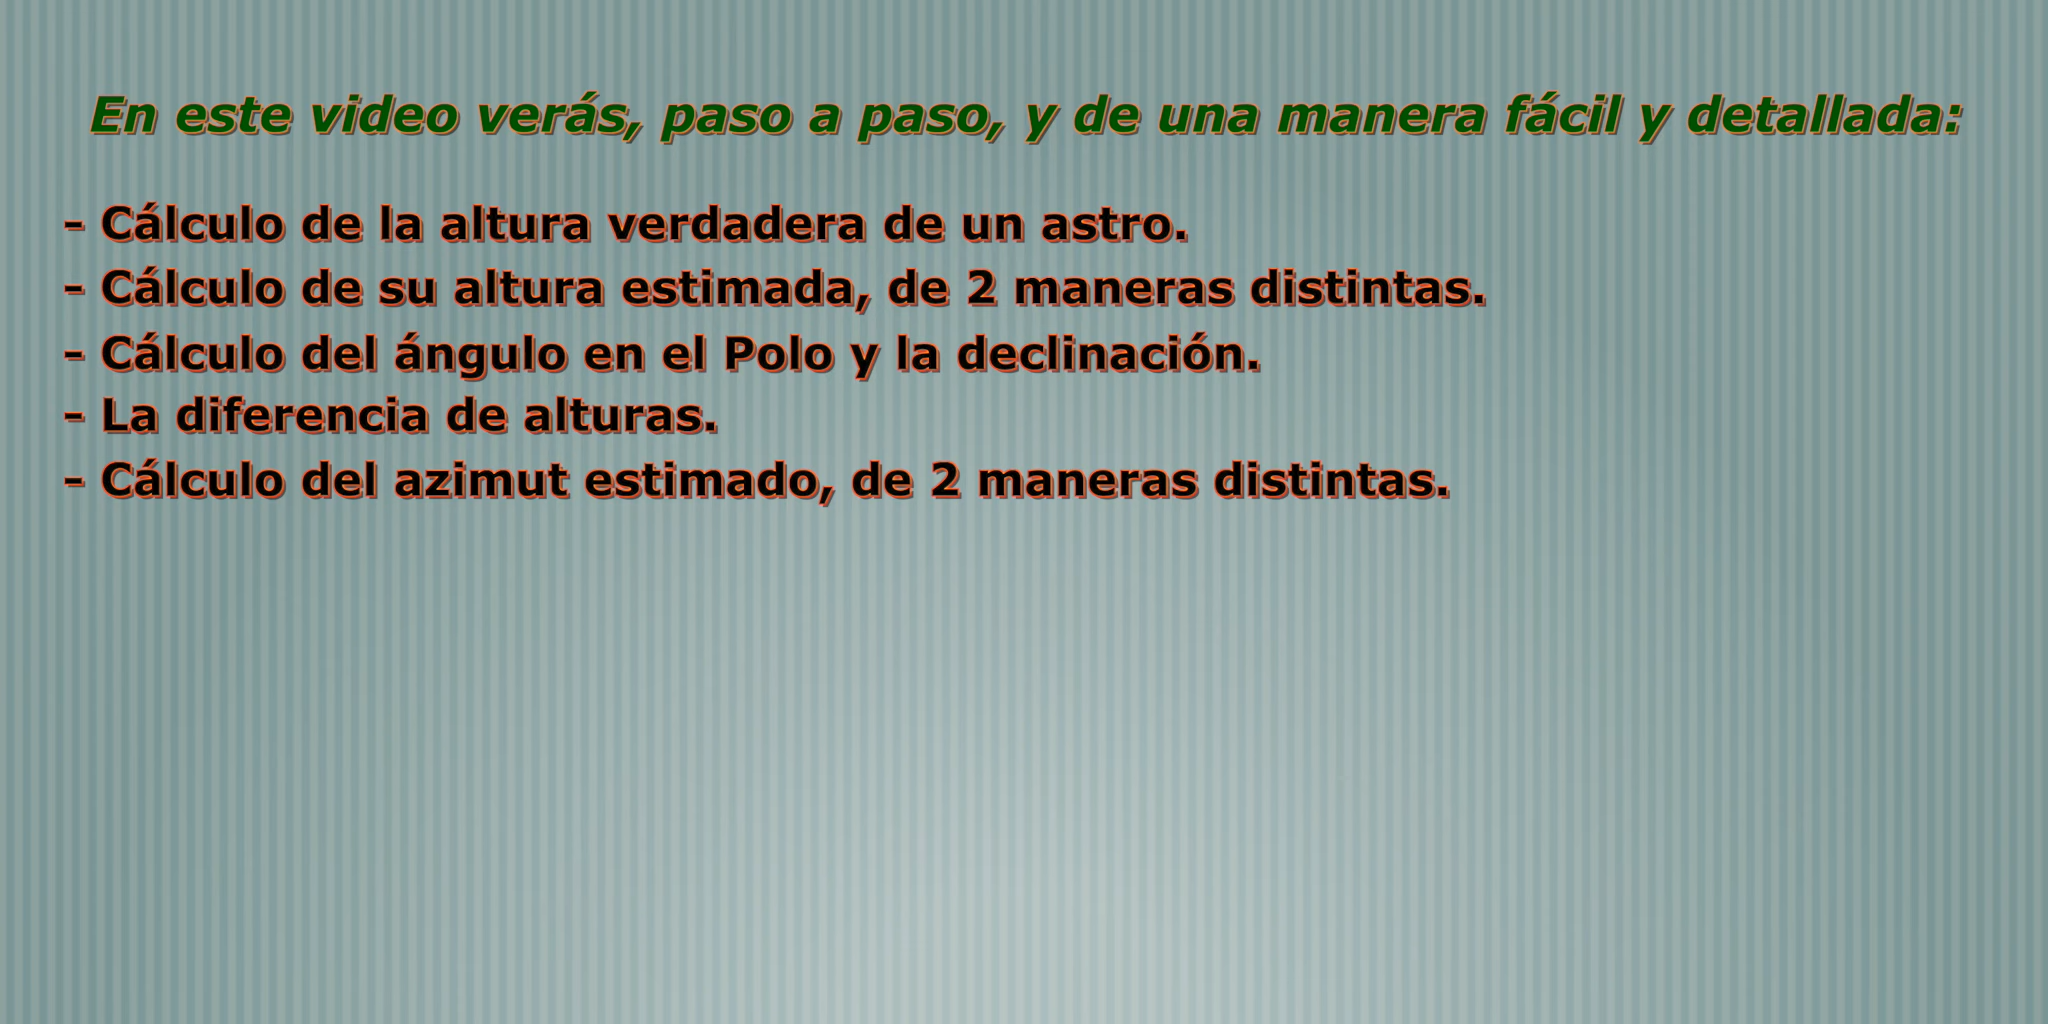 En este video verás, paso a paso, y de una manera fácil y detallada:
- Cálculo de la altura verdadera de un astro.
- Cálculo de su altura estimada, de 2 maneras distintas.
- Cálculo del ángulo en el Polo y la declinación.
- La diferencia de alturas.
- Cálculo del azimut estimado, de 2 maneras distintas.